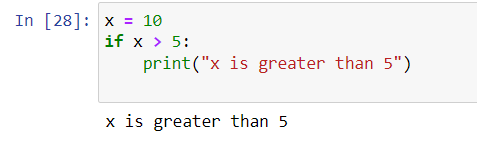 In [28]: x = 10
if x > 5:
    print("x is greater than 5")
x is greater than 5